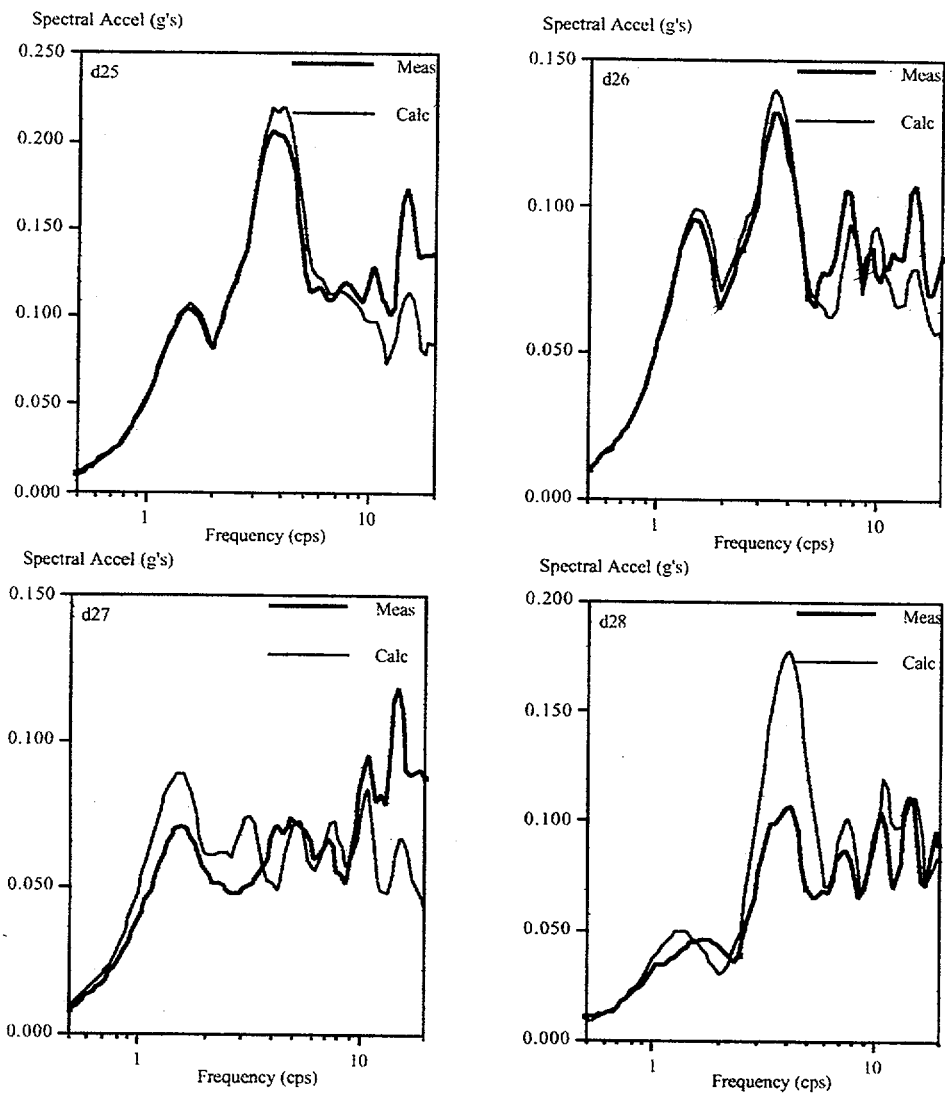 Spectral Accel (g's)
0.250
d25
Meas
0.200
Calc
0.150
0.100
0.050
0.000
1
10
Frequency (cps)
Spectral Accel (g's)
0.150
d26
Meas
Calc
0.100
0.050
0.000
1
10
Frequency (cps)
Spectral Accel (g's)
0.150
d27
Meas
Calc
0.100
0.050
0.000
1
10
Frequency (cps)
Spectral Accel (g's)
0.200
d28
Meas
Calc
0.150
0.100
0.050
0.000
1
10
Frequency (cps)